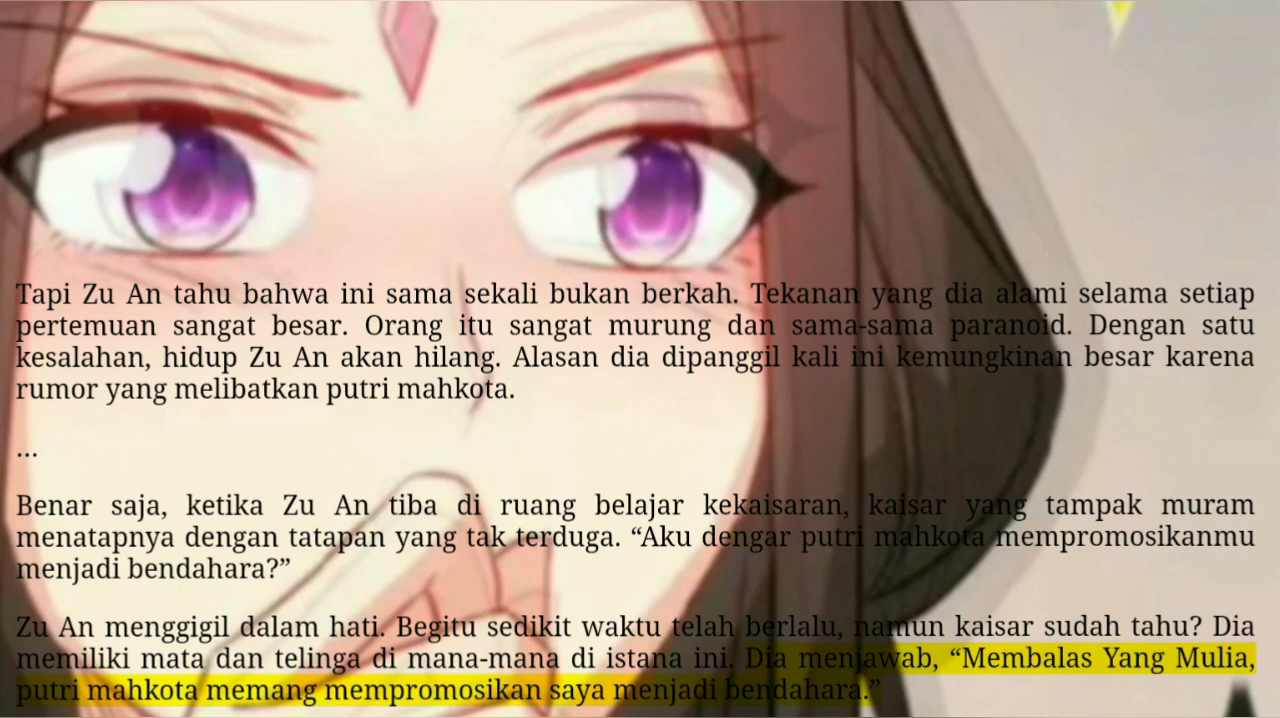 Tapi Zu An tahu bahwa ini sama sekali bukan berkah. Tekanan yang dia alami selama setiap
pertemuan sangat besar. Orang itu sangat murung dan sama-sama paranoid. Dengan satu
kesalahan, hidup Zu An akan hilang. Alasan dia dipanggil kali ini kemungkinan besar karena
rumor yang melibatkan putri mahkota.
...
Benar saja, ketika Zu An tiba di ruang belajar kekaisaran, kaisar yang tampak muram
menatapnya dengan tatapan yang tak terduga. “Aku dengar putri mahkota mempromosikanmu
menjadi bendahara?”
Zu An menggigil dalam hati. Begitu sedikit waktu telah berlalu, namun kaisar sudah tahu? Dia
memiliki mata dan telinga di mana-mana di istana ini. Dia menjawab, “Membalas Yang Mulia,
putri mahkota memang mempromosikan saya menjadi bendahara.”